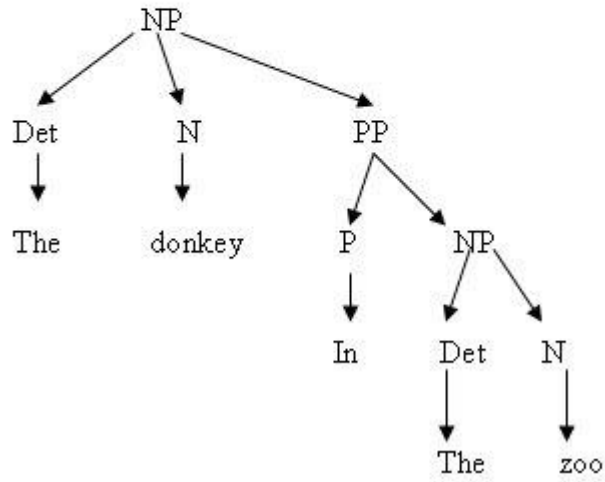 NP
Det N PP
The donkey P NP
In Det N
The zoo